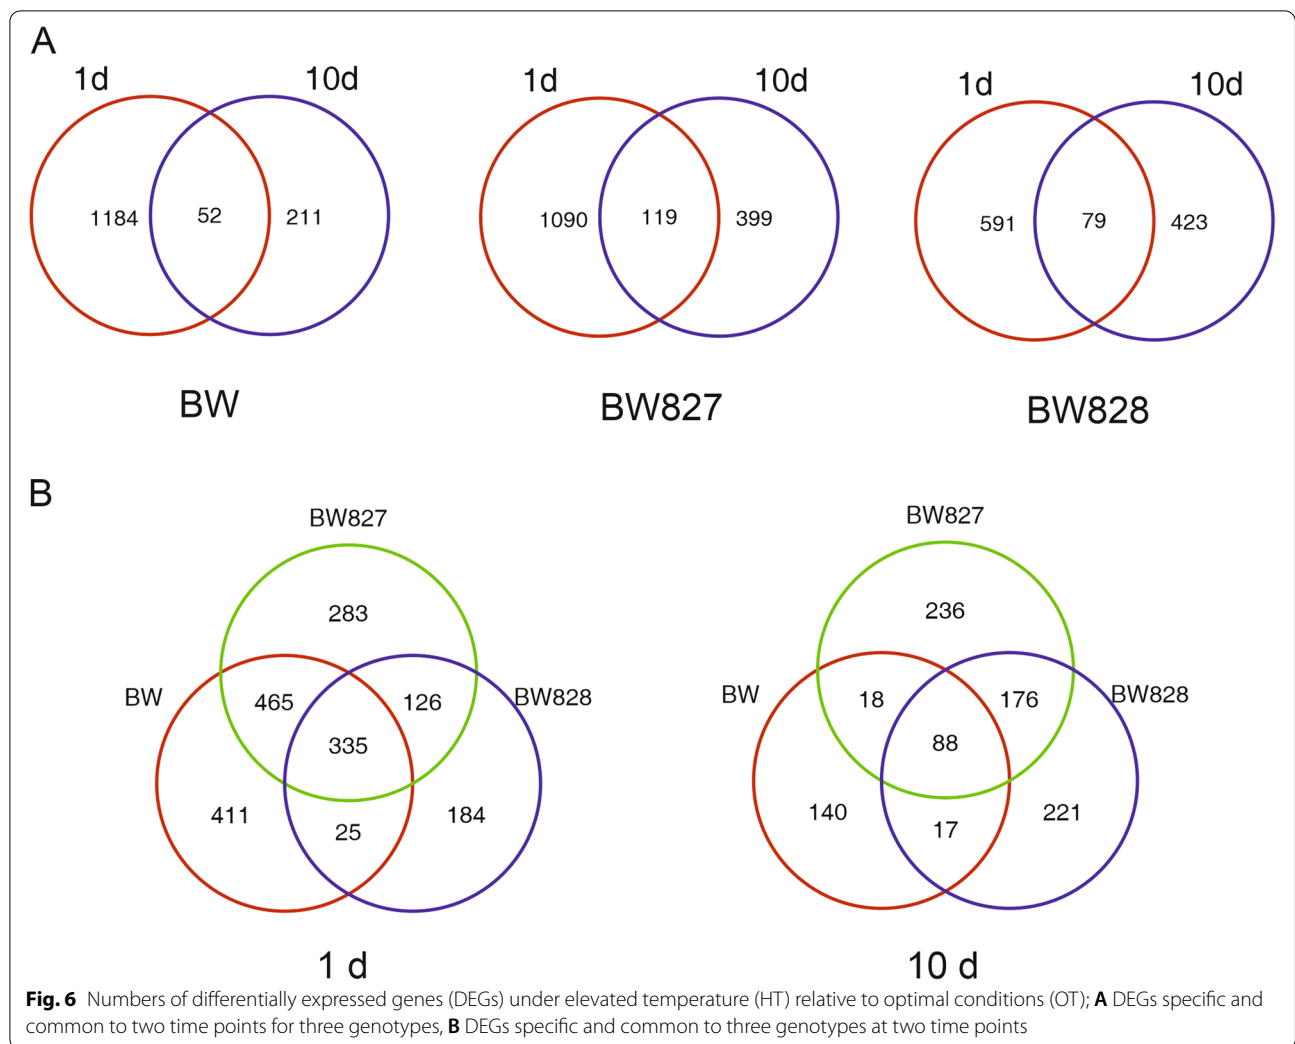 A
1d 10d 1d 10d 1d 10d
1184 52 211 1090 119 399 591 79 423
BW BW827 BW828
B
BW827 BW827
283 236
BW 465 126 BW828 BW 18 176 BW828
335 88
411 25 184 140 17 221
1 d 10 d
Fig. 6 Numbers of differentially expressed genes (DEGs) under elevated temperature (HT) relative to optimal conditions (OT); A DEGs specific and
common to two time points for three genotypes, B DEGs specific and common to three genotypes at two time points